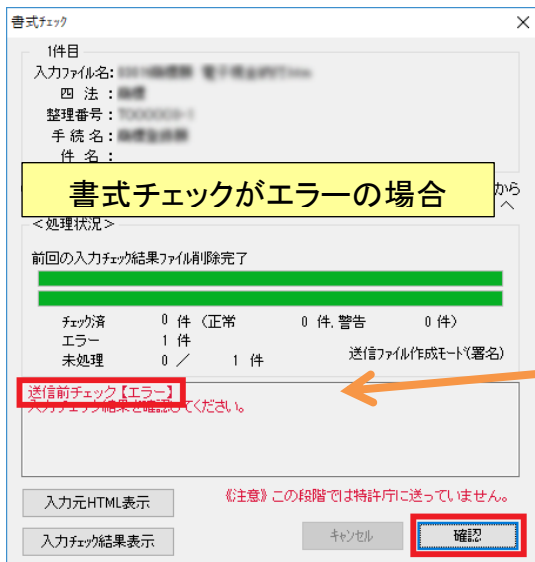 書式チェック
1件目
入力ファイル名:
四 法:
整理番号:
手 続 名:
件 名:
書式チェックがエラーの場合
から
へ
<処理状況>
前回の入力チェック結果ファイル削除完了
チェック済 0 件 (正常 0 件, 警告 0 件)
エラー 1 件
未処理 0 / 1 件 送信ファイル作成モード(署名)
送信前チェック【エラー】
入力チェック結果を確認してください。
入力元HTML表示
《注意》この段階では特許庁に送っていません。
入力チェック結果表示
キャンセル
確認